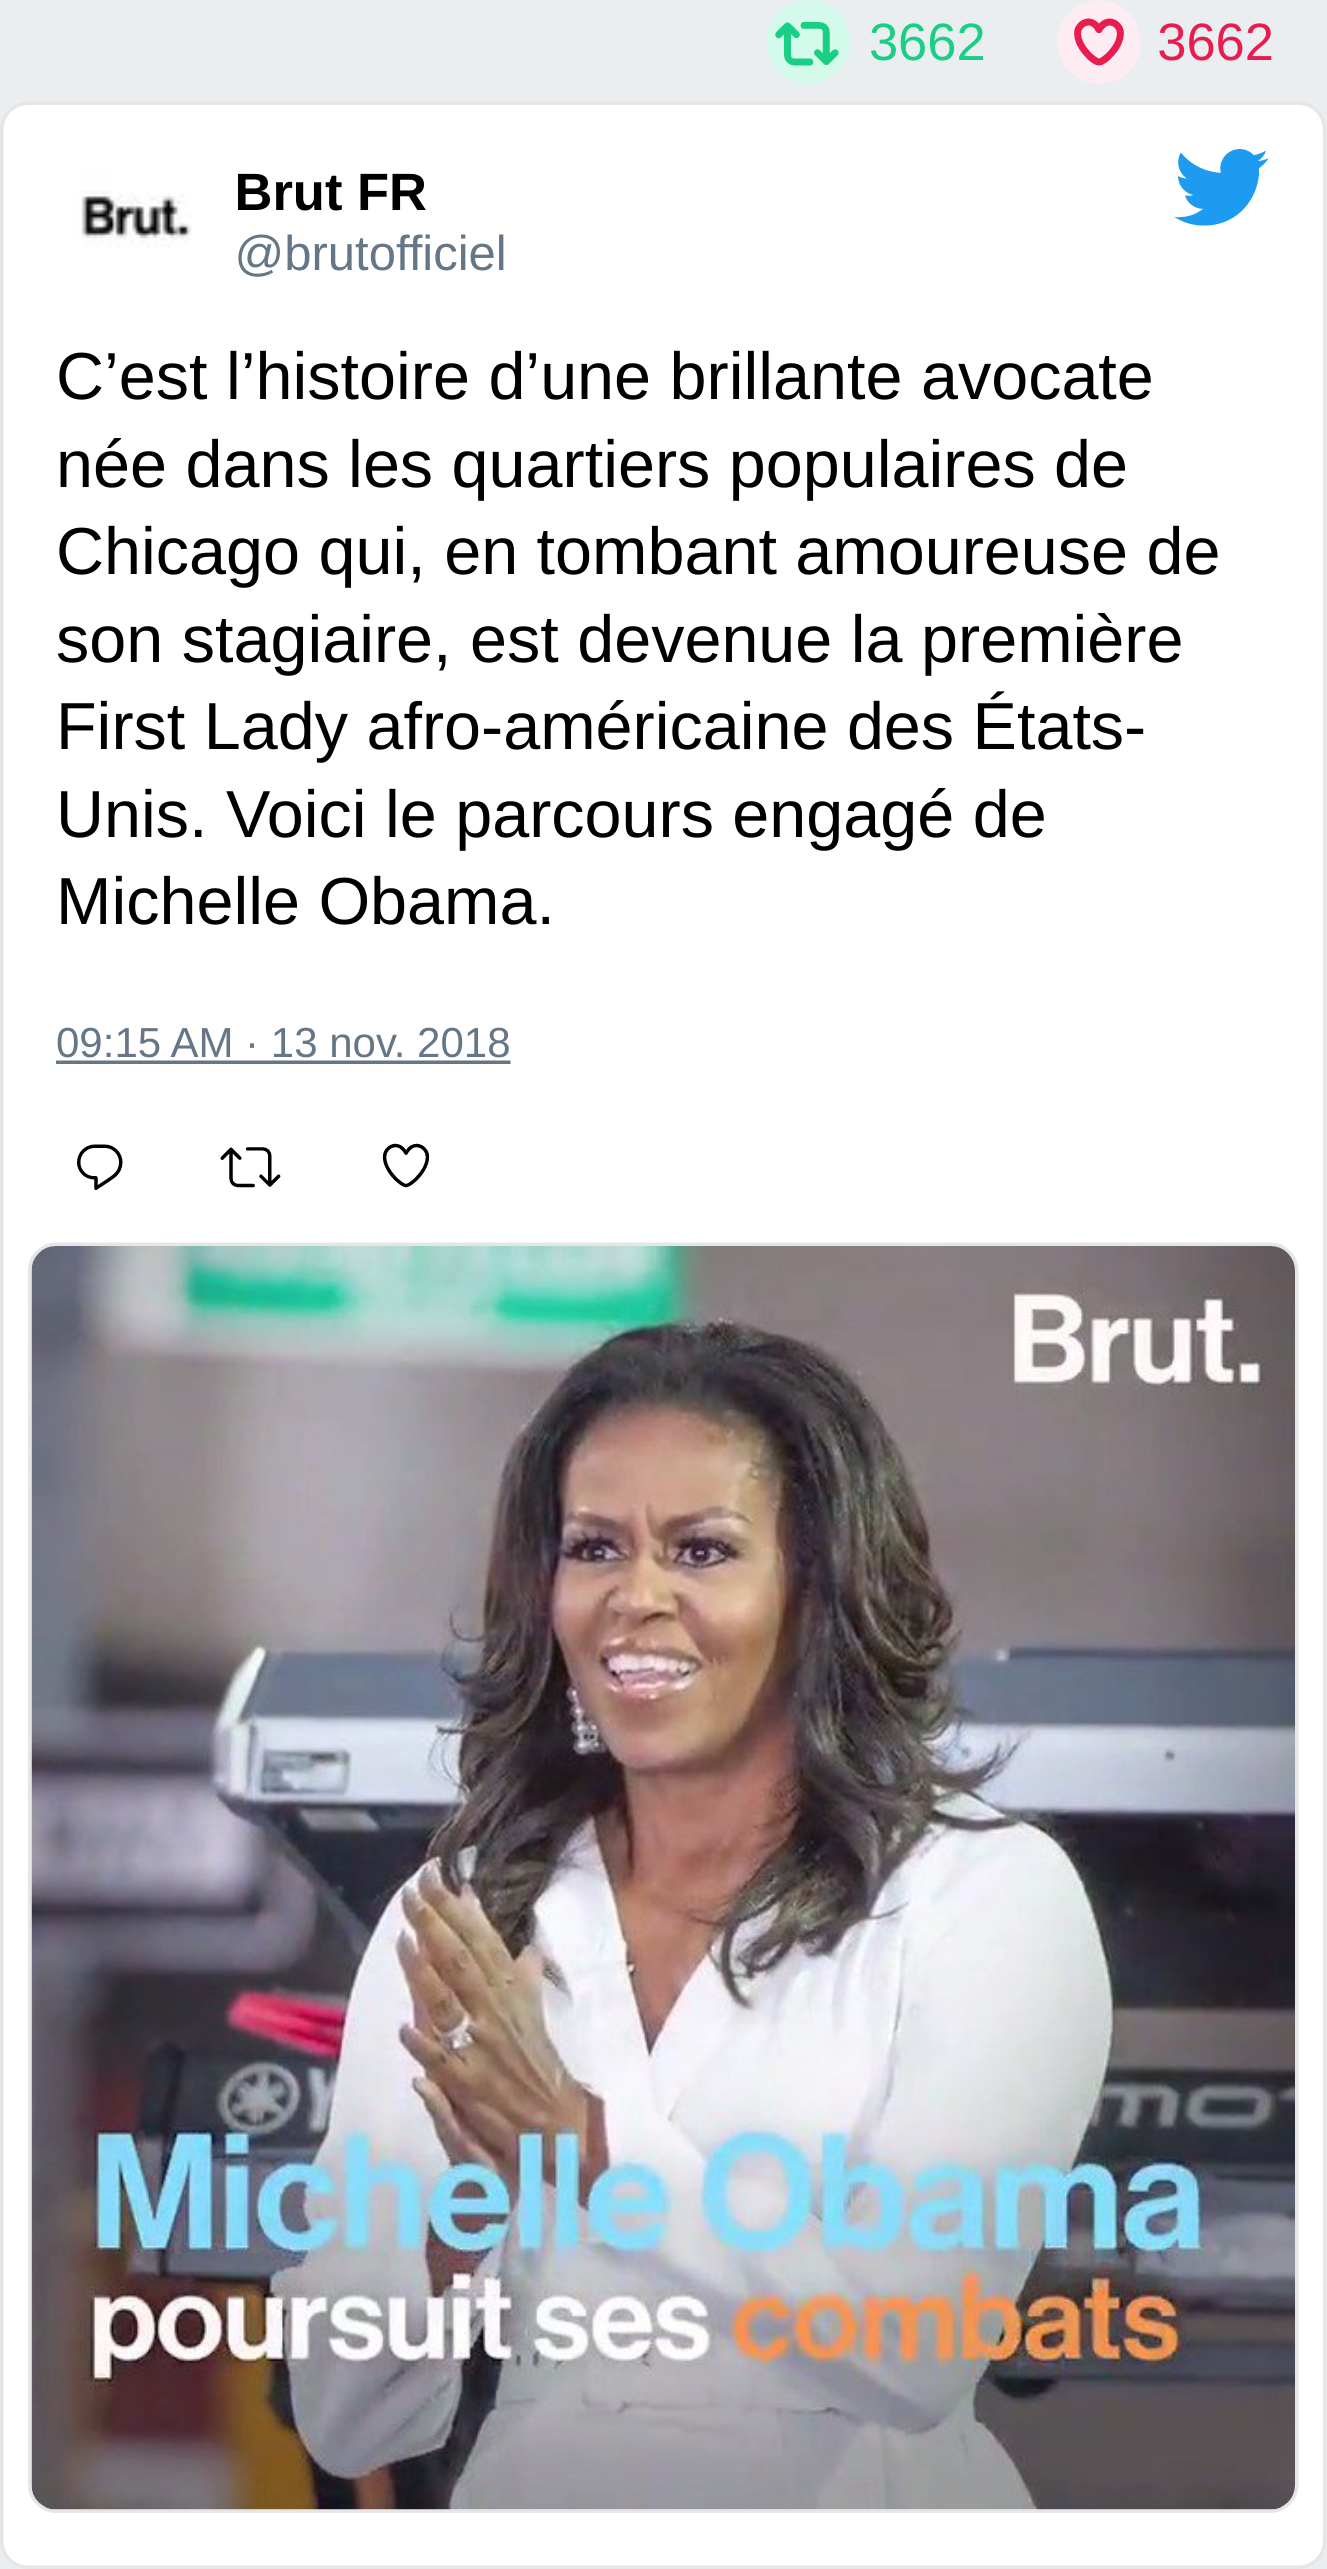 3662 3662
Brut.
Brut FR
@brutofficiel
C’est l’histoire d’une brillante avocate
née dans les quartiers populaires de
Chicago qui, en tombant amoureuse de
son stagiaire, est devenue la première
First Lady afro-américaine des États-
Unis. Voici le parcours engagé de
Michelle Obama.
09:15 AM · 13 nov. 2018
Brut.
Michelle Obama
poursuit ses combats